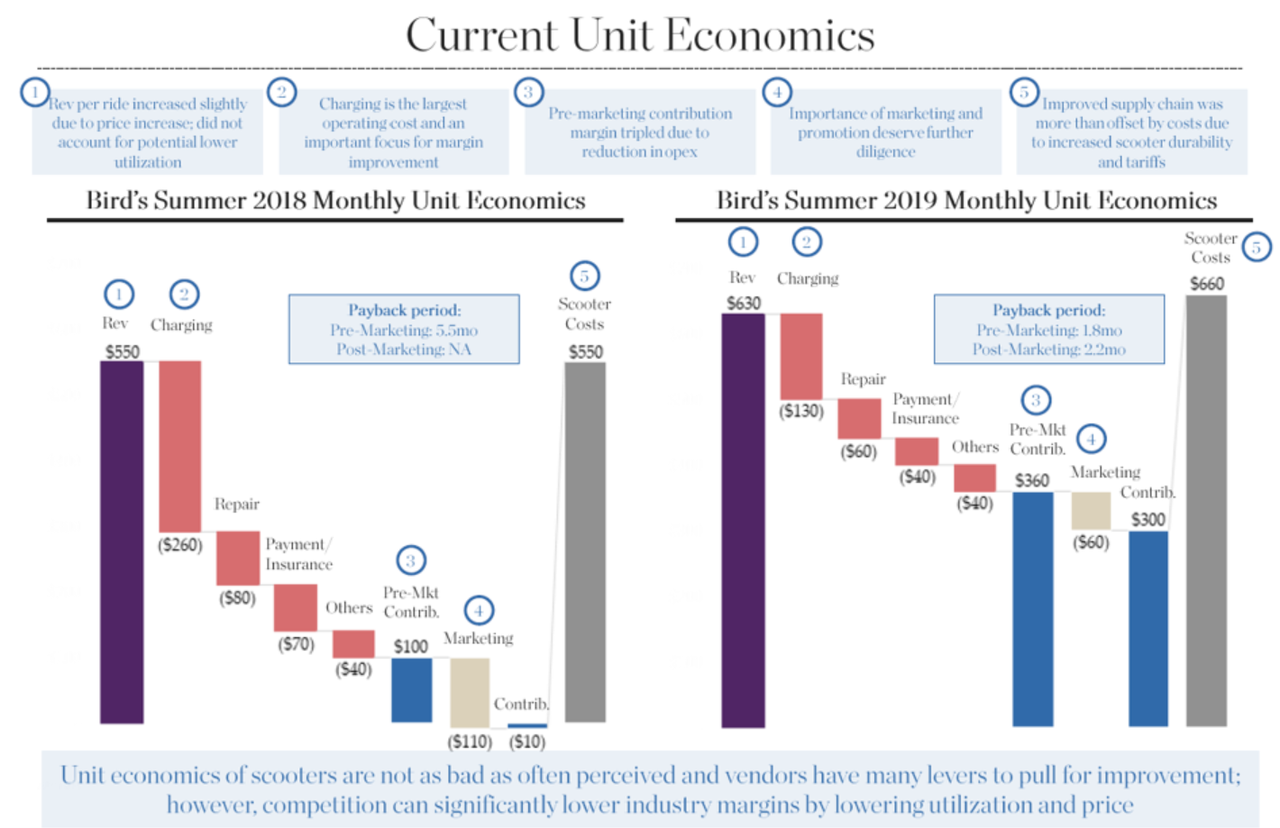 Current Unit Economics
1
Rev per ride increased slightly
due to price increase; did not
account for potential lower
utilization
2
Charging is the largest
operating cost and an
important focus for margin
improvement
3
Pre-marketing contribution
margin tripled due to
reduction in opex
4
Importance of marketing and
promotion deserve further
diligence
5
Improved supply chain was
more than offset by costs due
to increased scooter durability
and tariffs
Bird's Summer 2018 Monthly Unit Economics
1
Rev
$550
2
Charging
($260)
Repair
($80)
Payment/
Insurance
($70)
Others
($40)
3
Pre-Mkt
Contrib.
$100
4
Marketing
($110)
Contrib.
($10)
5
Scooter
Costs
$550
Payback period:
Pre-Marketing: 5.5mo
Post-Marketing: NA
Bird's Summer 2019 Monthly Unit Economics
1
Rev
$630
2
Charging
($130)
Repair
($60)
Payment/
Insurance
($40)
Others
($40)
3
Pre-Mkt
Contrib.
$360
4
Marketing
($60)
Contrib.
$300
Scooter
Costs
5
$660
Payback period:
Pre-Marketing: 1.8mo
Post-Marketing: 2.2mo
Unit economics of scooters are not as bad as often perceived and vendors have many levers to pull for improvement;
however, competition can significantly lower industry margins by lowering utilization and price